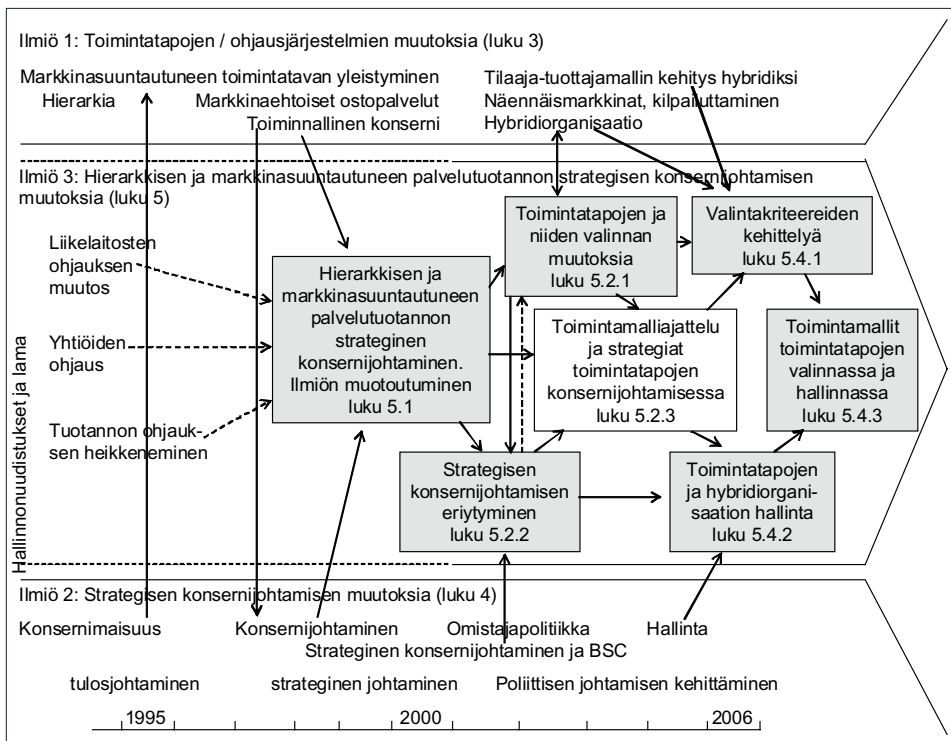 Ilmiö 1: Toimintatapojen / ohjausjärjestelmien muutoksia (luku 3)
Markkinasuuntautuneen toimintatavan yleistyminen
Hierarkia
Markkinaehtoiset ostopalvelut
Toiminnallinen konserni
Tilaaja-tuottajamallin kehitys hybridiksi
Näennäismarkkinat, kilpailuttaminen
Hybridiorganisaatio
Ilmiö 3: Hierarkkisen ja markkinasuuntautuneen palvelutuotannon strategisen konsernijohtamisen
muutoksia (luku 5)
Liikelaitosten
ohjauksen
muutos
Yhtiöiden
ohjaus
Tuotannon ohjauk-
sen heikkeneminen
Hierarkkisen ja
markkinasuuntautuneen
palvelutuotannon
strateginen
konsernijohtaminen.
Ilmiön muotoutuminen
luku 5.1
Toimintatapojen ja
niiden valinnan
muutoksia
luku 5.2.1
Valintakriteereiden
kehittelyä
luku 5.4.1
Toimintamalliajattelu
ja strategiat
toimintatapojen
konsernijohtamisessa
luku 5.2.3
Toimintamallit
toimintatapojen
valinnassa ja
hallinnassa
luku 5.4.3
Strategisen
konsernijohtamisen
eriytyminen
luku 5.2.2
Toimintatapojen
ja hybridiorgani-
saation hallinta
luku 5.4.2
Hallinnonuudistukset ja lama
Ilmiö 2: Strategisen konsernijohtamisen muutoksia (luku 4)
Konsernimaisuus
Konsernijohtaminen
Omistajapolitiikka
Hallinta
Strateginen konsernijohtaminen ja BSC
tulosjohtaminen
strateginen johtaminen
Poliittisen johtamisen kehittäminen
1995
2000
2006